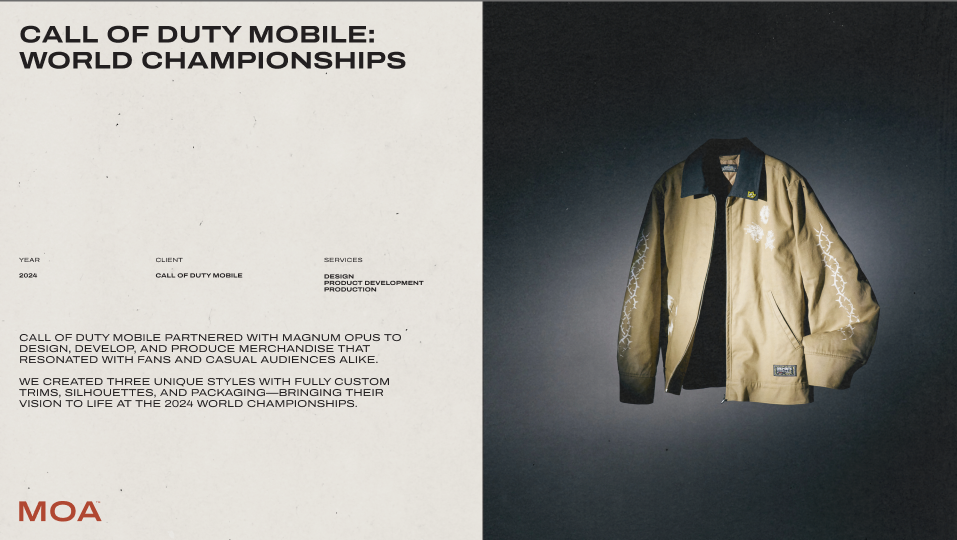 CALL OF DUTY MOBILE:
WORLD CHAMPIONSHIPS
YEAR
2024
CLIENT
CALL OF DUTY MOBILE
SERVICES
DESIGN
PRODUCT DEVELOPMENT
PRODUCTION
CALL OF DUTY MOBILE PARTNERED WITH MAGNUM OPUS TO
DESIGN, DEVELOP, AND PRODUCE MERCHANDISE THAT
RESONATED WITH FANS AND CASUAL AUDIENCES ALIKE.
WE CREATED THREE UNIQUE STYLES WITH FULLY CUSTOM
TRIMS, SILHOUETTES, AND PACKAGING—BRINGING THEIR
VISION TO LIFE AT THE 2024 WORLD CHAMPIONSHIPS.
MOA